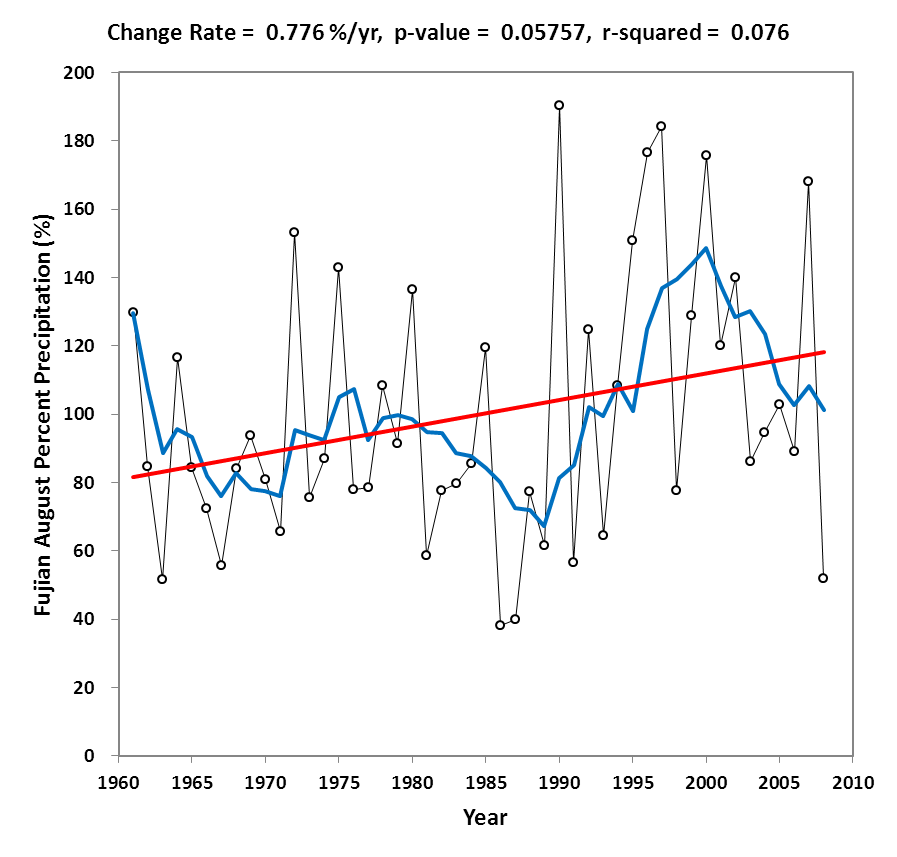 Change Rate = 0.776 %/yr, p-value = 0.05757, r-squared = 0.076
Fujian August Percent Precipitation (%)
200
180
160
140
120
100
80
60
40
20
0
1960 1965 1970 1975 1980 1985 1990 1995 2000 2005 2010
Year